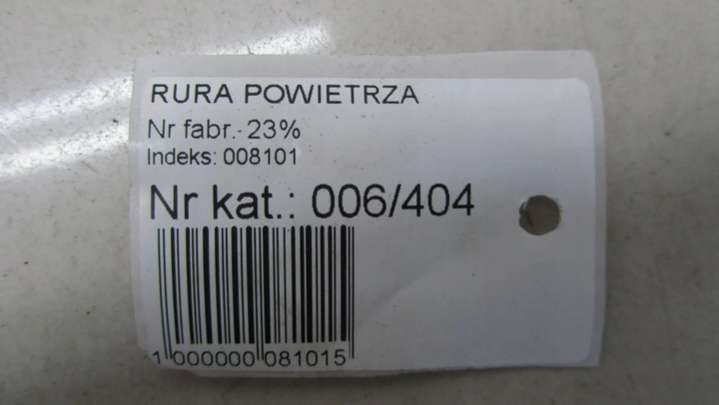 RURA POWIETRZA
Nr fabr.- 23%
Indeks: 008101
Nr kat.: 006/404
1 000000 081015